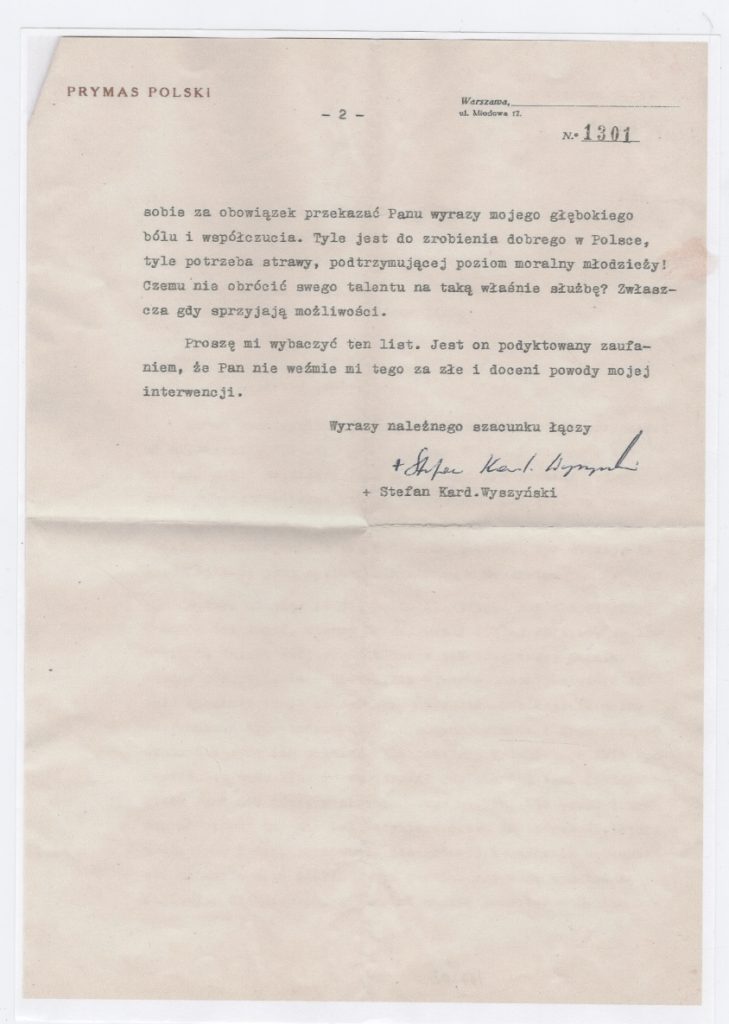 PRYMAS POLSKI
- 2 -
Warszawa,
ul. Miodowa 17.
N.º 1301
sobie za obowiązek przekazać Panu wyrazy mojego głębokiego
bólu i współczucia. Tyle jest do zrobienia dobrego w Polsce,
tyle potrzeba strawy, podtrzymującej poziom moralny młodzieży!
Czemu nie obrócić swego talentu na taką właśnie służbę? Zwłasz-
cza gdy sprzyjają możliwości.
Proszę mi wybaczyć ten list. Jest on podyktowany zaufa-
niem, że Pan nie weźmie mi tego za złe i doceni powody mojej
interwencji.
Wyrazy należnego szacunku łączy
+ Stefan Kard. Wyszyński
+ Stefan Kard.Wyszyński